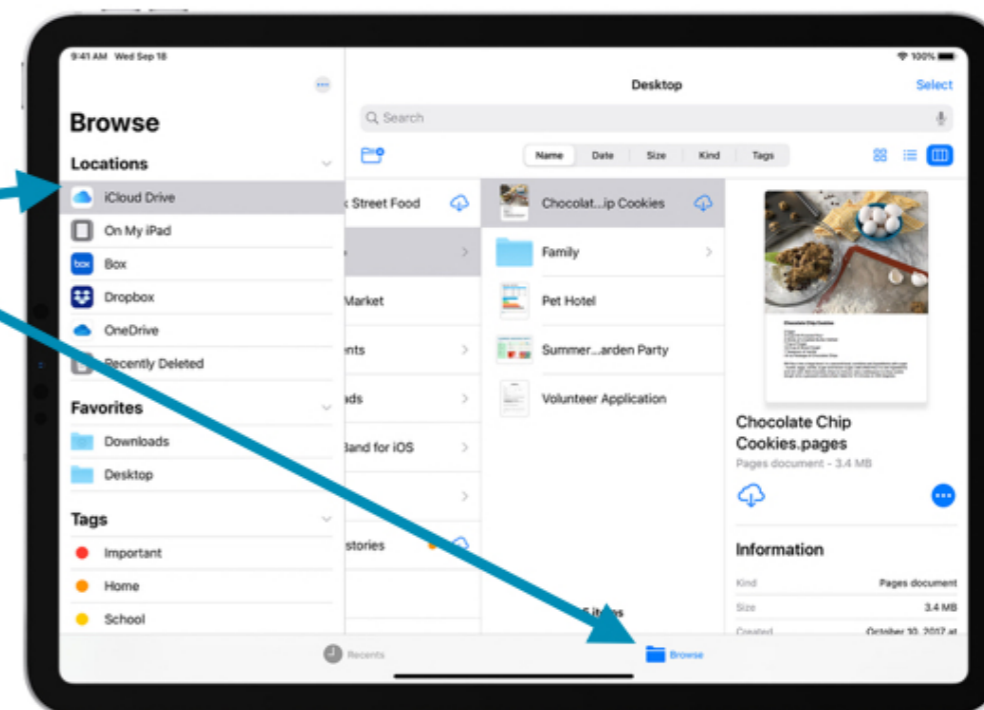 9:41 AM Wed Sep 18
100%
Browse
Locations
iCloud Drive
On My iPad
box
Box
Dropbox
OneDrive
Recently Deleted
Favorites
Downloads
Desktop
Tags
Important
Home
School
Desktop
Select
Search
Name
Date
Size
Kind
Tags
Street Food
Market
nts
ads
Band for iOS
stories
Chocolat...ip Cookies
Family
Pet Hotel
Summer...arden Party
Volunteer Application
items
Chocolate Chip
Cookies.pages
Pages document - 3.4 MB
Information
Kind
Pages document
Size
3.4 MB
Created
October 10, 2017 at
Recents
Browse